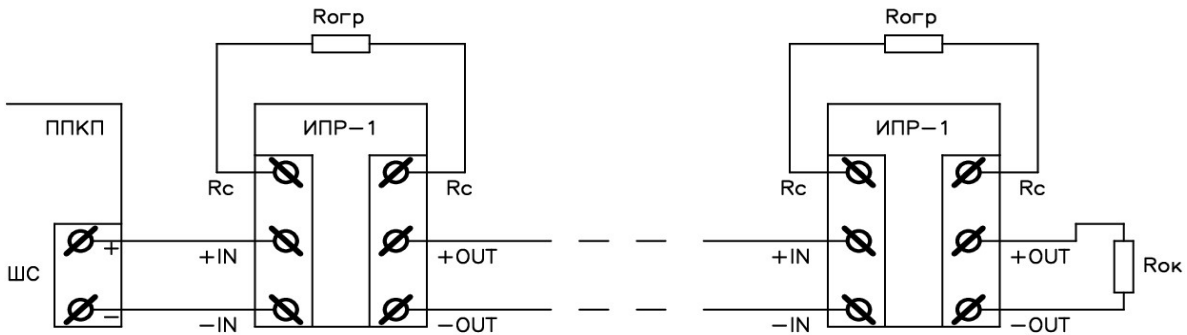 Rогр
Rогр
ППКП
ИПР-1
ИПР-1
Rc
Rc
Rc
Rc
+
+IN
+OUT
+IN
+OUT
ШС
Rок
-
-IN
-OUT
-IN
-OUT